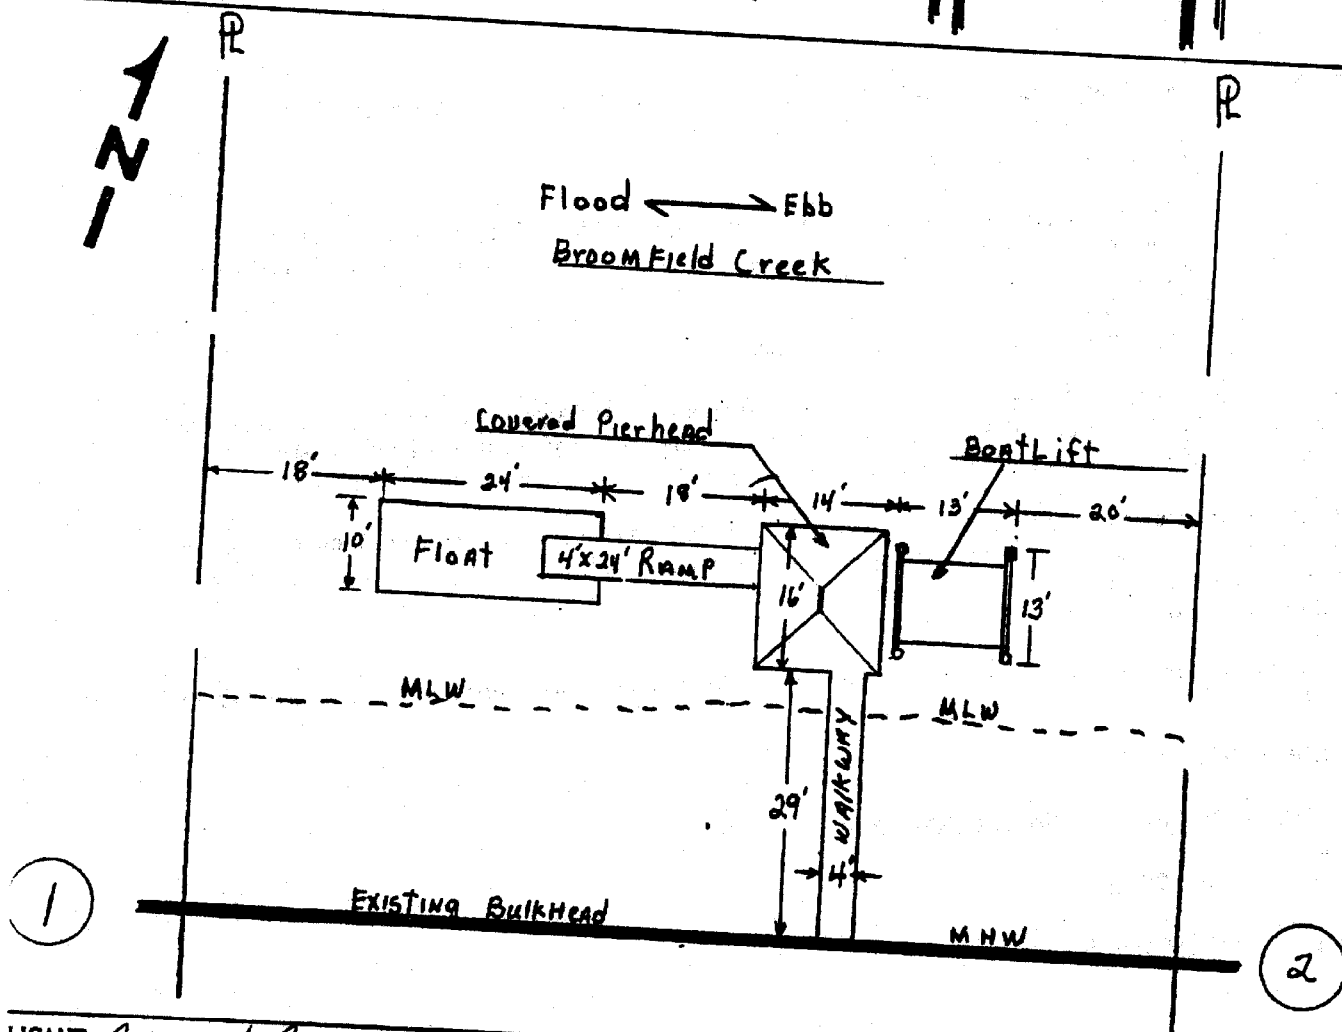 PL
PL
N
Flood Ebb
Broomfield Creek
Covered Pierhead
BoatLift
18' 24' 18' 14' 13' 20'
10' Float 4'x24' Ramp 16' 13'
MLW MLW
29' WALKWAY
4'
1 Existing BulkHead MHW 2